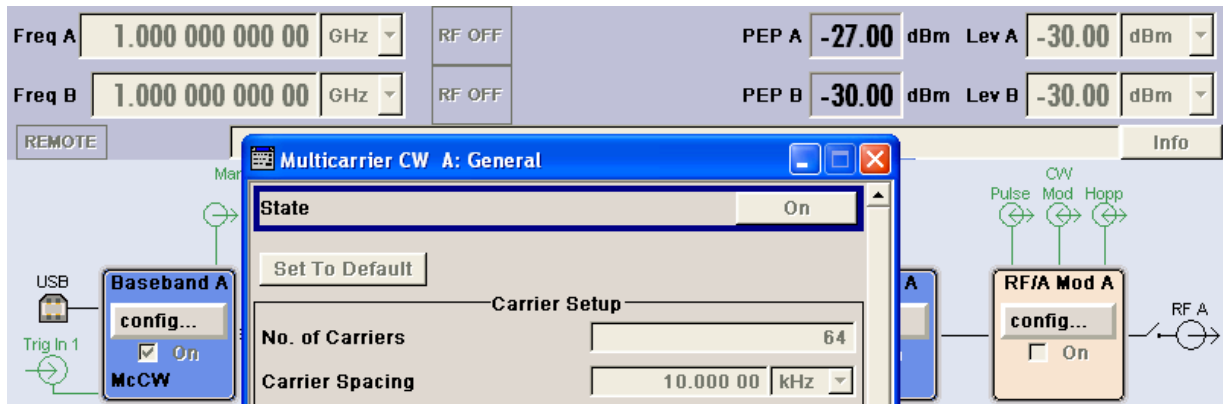 Freq A 1.000 000 000 00 GHz RF OFF PEP A -27.00 dBm Lev A -30.00 dBm
Freq B 1.000 000 000 00 GHz RF OFF PEP B -30.00 dBm Lev B -30.00 dBm
REMOTE Info
Multicarrier CW A: General
State On
Set To Default
Carrier Setup
No. of Carriers 64
Carrier Spacing 10.000 00 kHz
Mar
USB
Baseband A
config...
On
McCW
Trig In 1
A
CW
Pulse Mod Hopp
RF/A Mod A
config...
On
RF A